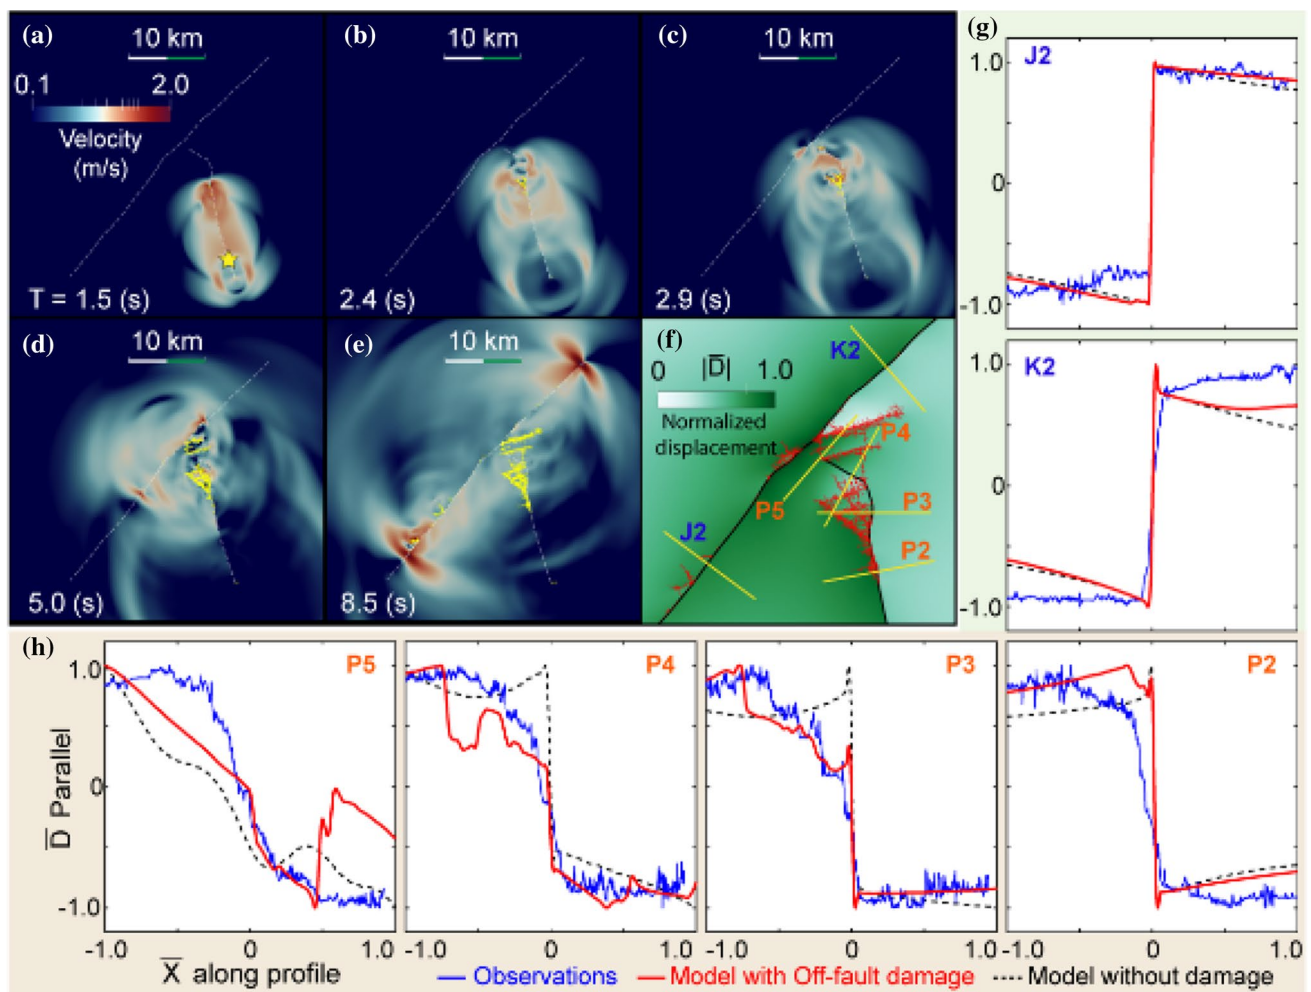 (a)
10 km
0.1
2.0
Velocity
(m/s)
T = 1.5 (s)
(b)
10 km
2.4 (s)
(c)
10 km
2.9 (s)
(d)
10 km
5.0 (s)
(e)
10 km
8.5 (s)
(f)
0 |D̅| 1.0
Normalized
displacement
K2
P4
P5
P3
J2
P2
(g)
J2
1.0
0
-1.0
K2
1.0
0
-1.0
(h)
D̅ Parallel
1.0
0
-1.0
P5
P4
P3
P2
-1.0 0 1.0
-1.0 0 1.0
-1.0 0 1.0
-1.0 0 1.0
X̅ along profile
Observations
Model with Off-fault damage
Model without damage